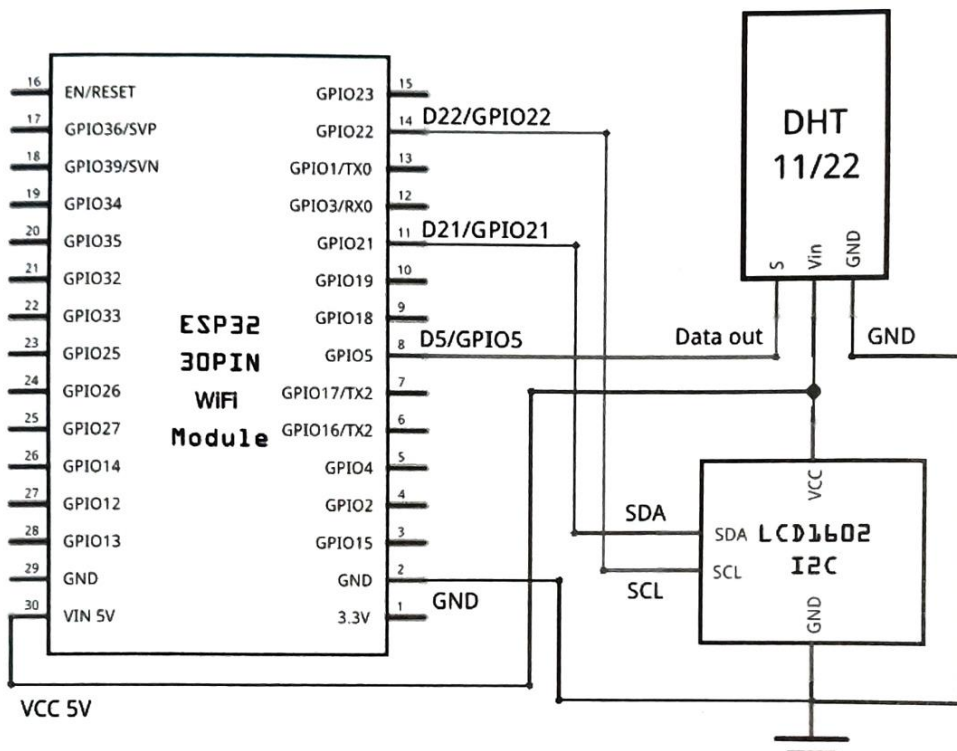 16 EN/RESET
17 GPIO36/SVP
18 GPIO39/SVN
19 GPIO34
20 GPIO35
21 GPIO32
22 GPIO33
23 GPIO25
24 GPIO26
25 GPIO27
26 GPIO14
27 GPIO12
28 GPIO13
29 GND
30 VIN 5V
VCC 5V
ESP32
30PIN
WiFi
Module
GPIO23 15
GPIO22 14
GPIO1/TX0 13
GPIO3/RX0 12
GPIO21 11
GPIO19 10
GPIO18 9
GPIO5 8
GPIO17/TX2 7
GPIO16/TX2 6
GPIO4 5
GPIO2 4
GPIO15 3
GND 2
3.3V 1
D22/GPIO22
D21/GPIO21
D5/GPIO5
GND
DHT
11/22
S
Vin
GND
Data out
GND
SDA
SCL
VCC
SDA LCD1602
SCL I2C
GND